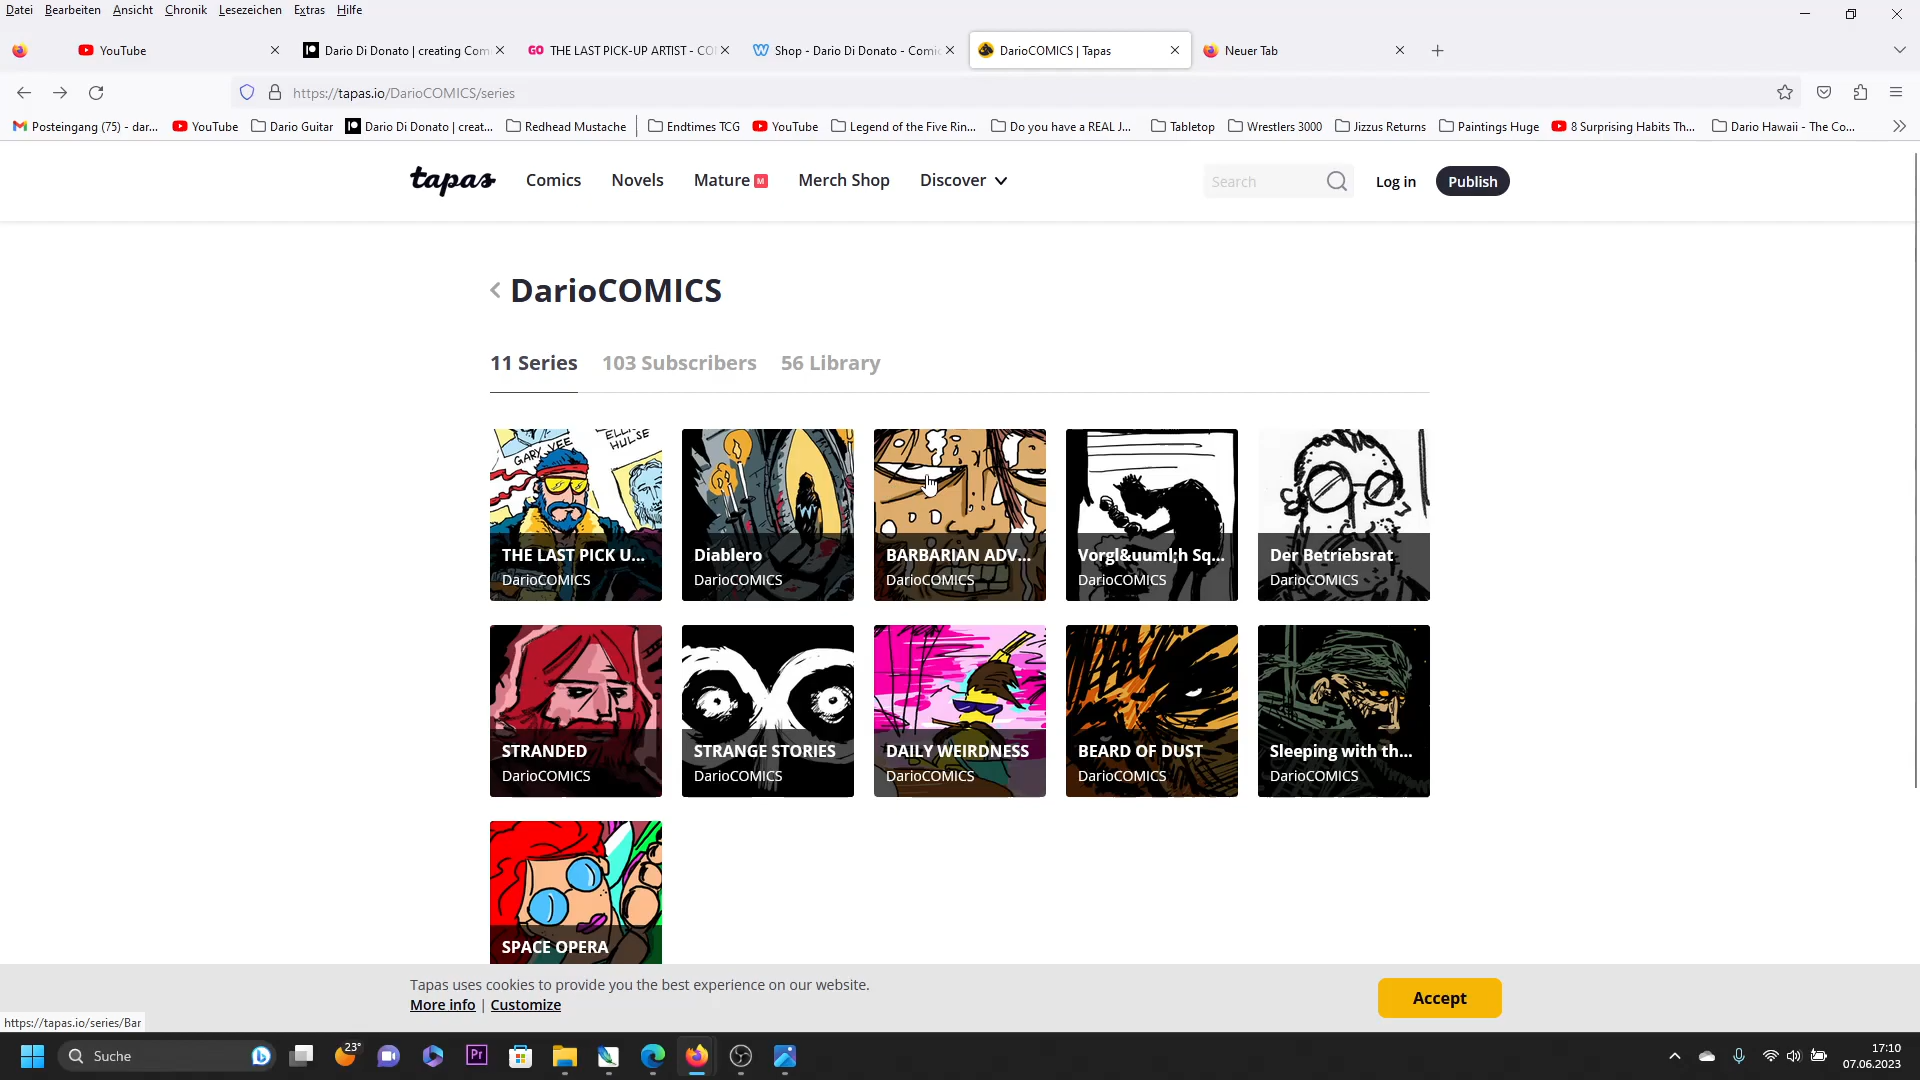 Datei Bearbeiten Ansicht Chronik Lesezeichen Extras Hilfe
YouTube
Dario Di Donato | creating Com
GO THE LAST PICK-UP ARTIST - CO
Shop - Dario Di Donato - Comic
DarioCOMICS | Tapas
Neuer Tab
https://tapas.io/DarioCOMICS/series
Posteingang (75) - dar...
YouTube
Dario Guitar
Dario Di Donato | creat...
Redhead Mustache
Endtimes TCG
YouTube
Legend of the Five Rin...
Do you have a REAL J...
Tabletop
Wrestlers 3000
Jizzus Returns
Paintings Huge
8 Surprising Habits Th...
Dario Hawaii - The Co...
tapas
Comics
Novels
Mature M
Merch Shop
Discover
Search
Log in
Publish
DarioCOMICS
11 Series 103 Subscribers 56 Library
GARY VEE
HULSE
THE LAST PICK U...
DarioCOMICS
Diablero
DarioCOMICS
BARBARIAN ADV...
DarioCOMICS
Vorgl&uuml;h Sq...
DarioCOMICS
Der Betriebsrat
DarioCOMICS
STRANDED
DarioCOMICS
STRANGE STORIES
DarioCOMICS
DAILY WEIRDNESS
DarioCOMICS
BEARD OF DUST
DarioCOMICS
Sleeping with th...
DarioCOMICS
SPACE OPERA
Tapas uses cookies to provide you the best experience on our website.
More info | Customize
Accept
https://tapas.io/series/Bar
Suche
23°
Pr
17:10
07.06.2023